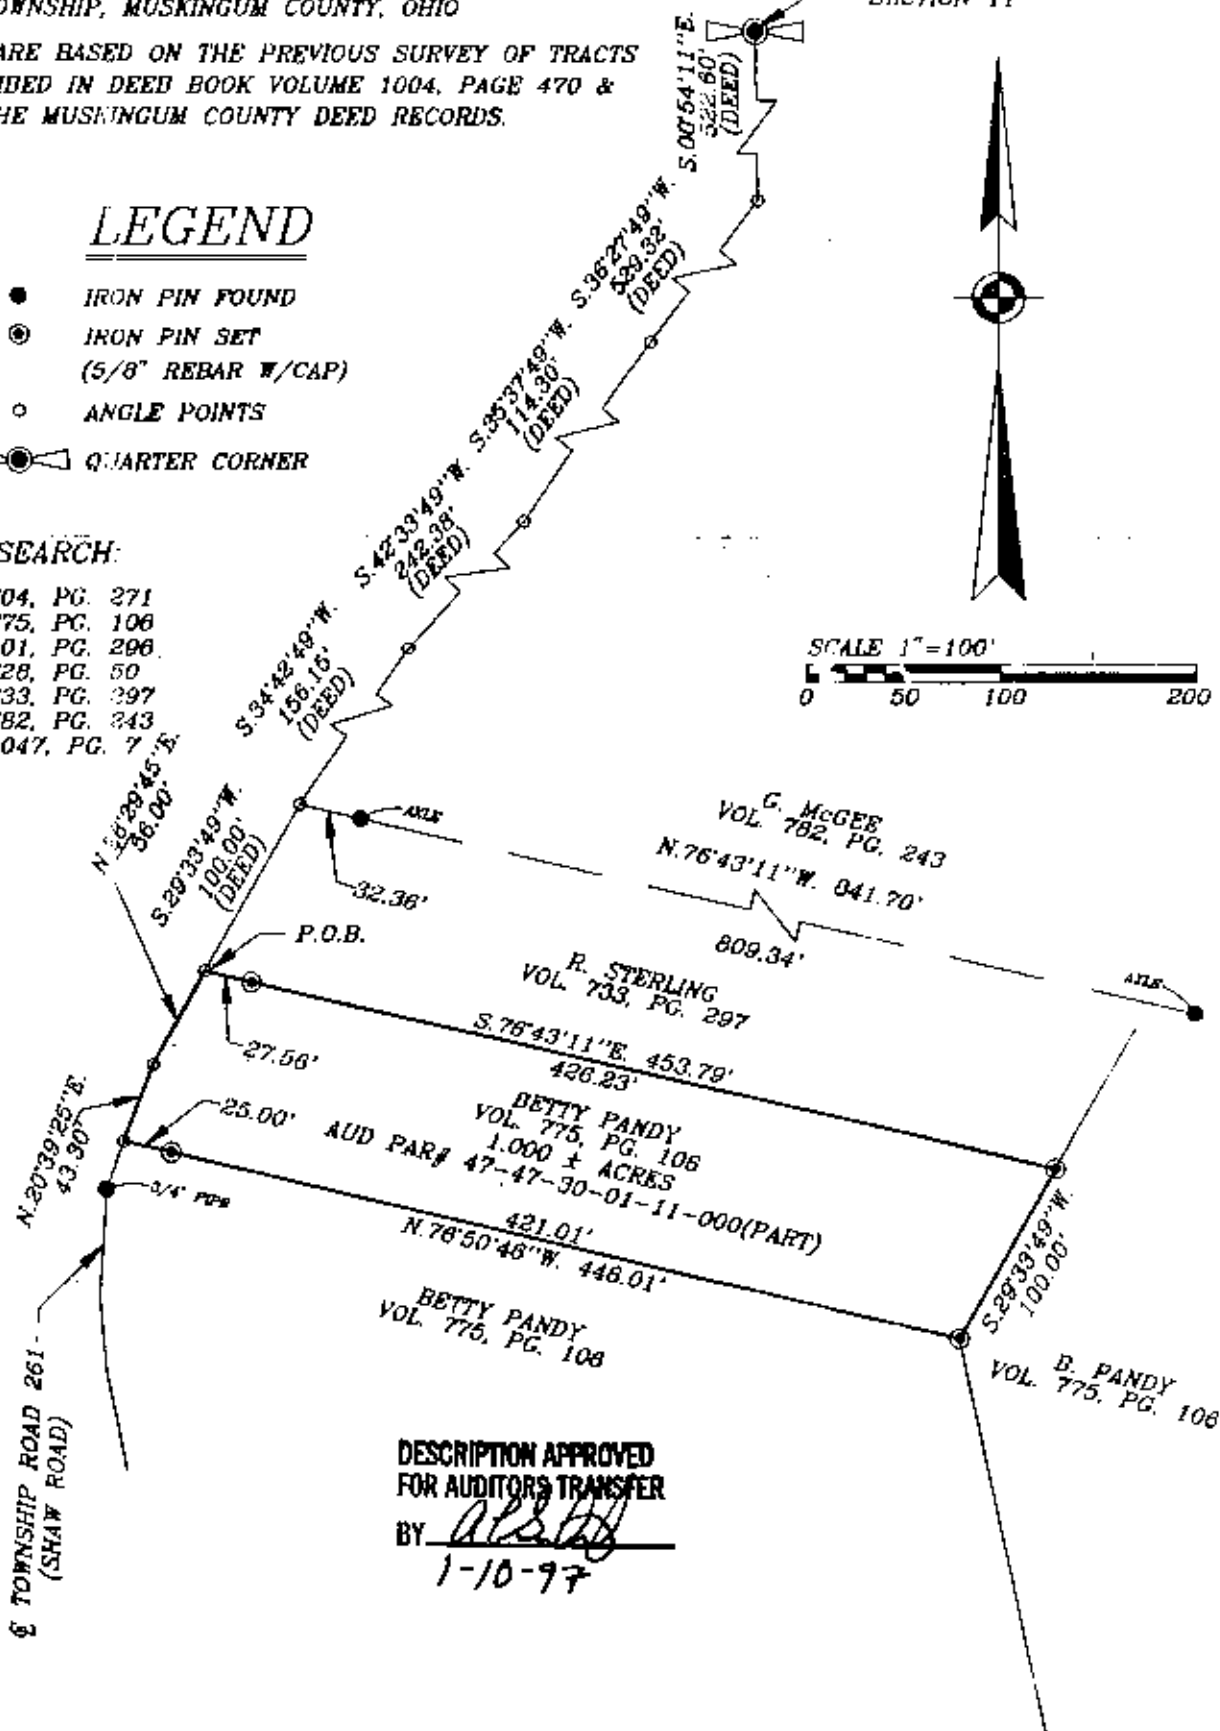 OWNSHIP, MUSKINGUM COUNTY, OHIO
ARE BASED ON THE PREVIOUS SURVEY OF TRACTS
IBED IN DEED BOOK VOLUME 1004, PAGE 470 &
HE MUSKINGUM COUNTY DEED RECORDS.
SECTION 11
S.00°54'11"E.
522.60'
(DEED)
LEGEND
IRON PIN FOUND
IRON PIN SET
(5/8" REBAR W/CAP)
ANGLE POINTS
QUARTER CORNER
S.36°27'49"W.
529.32'
(DEED)
S.35°37'49"W.
114.30'
(DEED)
S.42°33'49"W.
242.38'
(DEED)
S.34°42'49"W.
156.15'
(DEED)
SEARCH:
04, PG. 271
75, PG. 106
01, PG. 296
28, PG. 50
33, PG. 297
82, PG. 243
047, PG. 7
SCALE 1"=100'
0 50 100 200
56.00'
S.29°33'49"W.
100.00'
(DEED)
AXLE
32.36'
G. McGEE
VOL. 782, PG. 243
N.76°43'11"W. 841.70'
809.34'
AXLE
P.O.B.
R. STERLING
VOL. 733, PG. 297
S.76°43'11"E. 453.79'
426.23'
27.56'
BETTY PANDY
VOL. 775, PG. 106
1.000 ± ACRES
AUD PAR# 47-47-30-01-11-000(PART)
25.00'
N.20°39'25"E.
43.30'
3/4" PIPE
421.01'
N.76°50'46"W. 446.01'
BETTY PANDY
VOL. 775, PG. 106
S.29°33'49"W.
100.00'
B. PANDY
VOL. 775, PG. 106
℄ TOWNSHIP ROAD 261
(SHAW ROAD)
DESCRIPTION APPROVED
FOR AUDITORS TRANSFER
BY
1-10-97